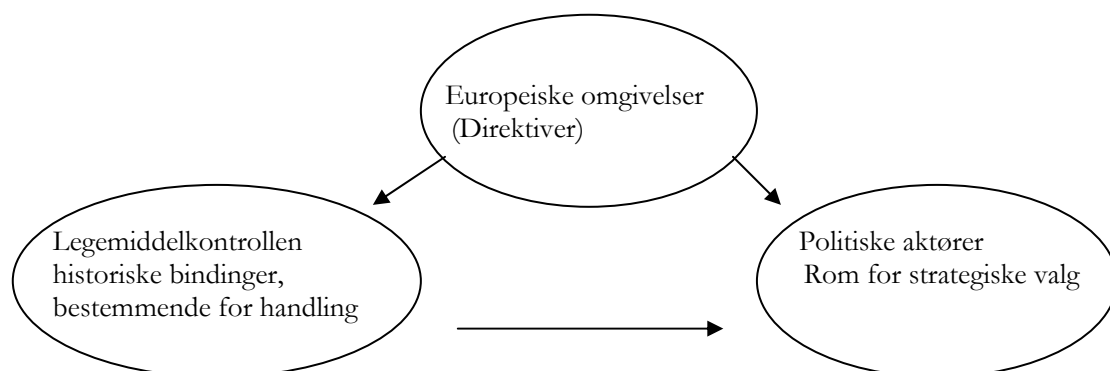 Europeiske omgivelser
(Direktiver)
Legemiddelkontrollen
historiske bindinger,
bestemmende for handling
Politiske aktører
Rom for strategiske valg